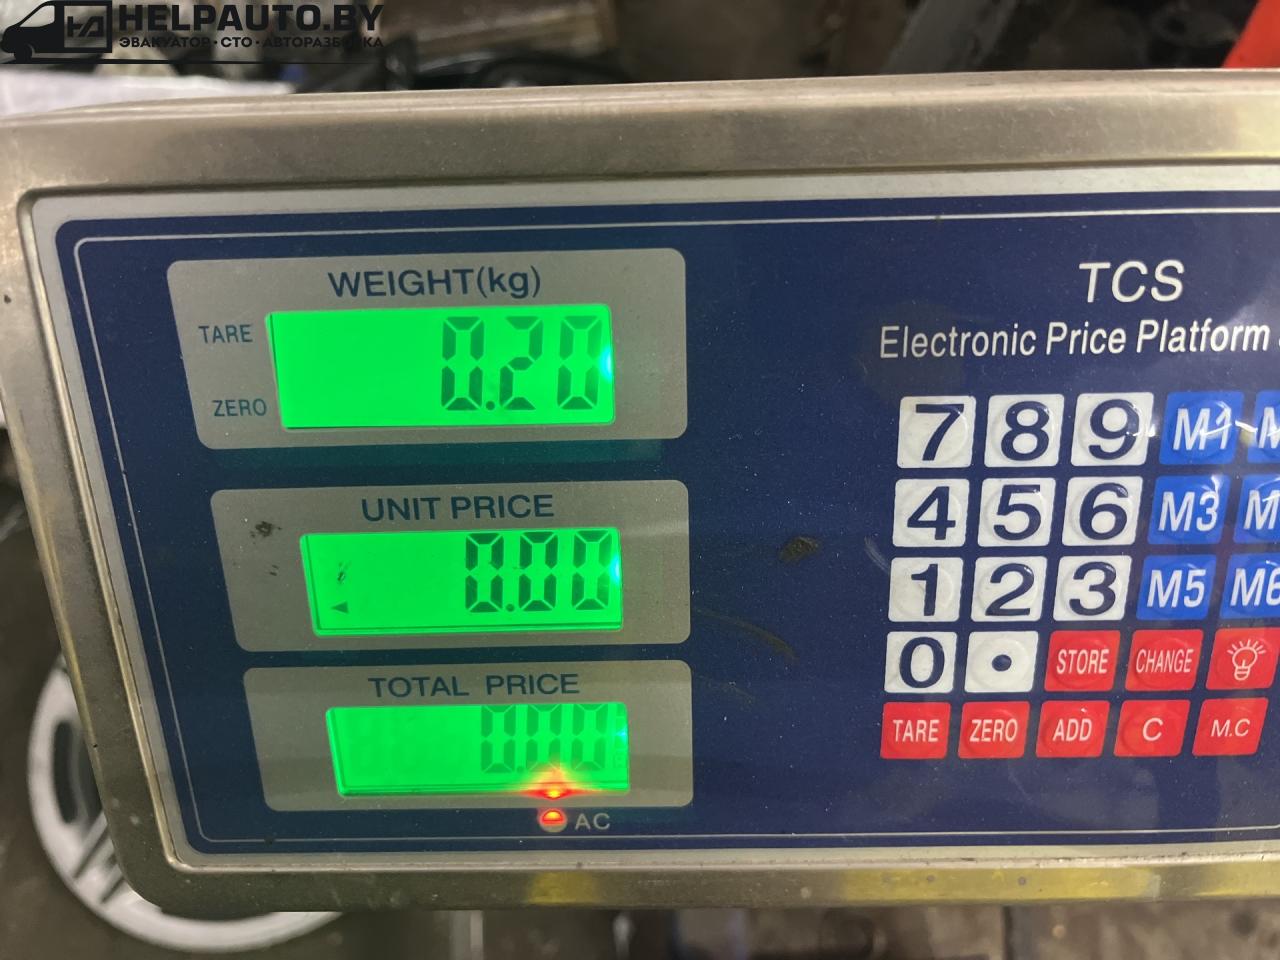 HELPAUTO.BY
ЭВАКУАТОР·СТО·АВТОРАЗБОРКА
WEIGHT(kg)
TARE
0.20
ZERO
UNIT PRICE
0.00
TOTAL PRICE
0.00
AC
TCS
Electronic Price Platform
7 8 9 M1
4 5 6 M3
1 2 3 M5 M6
0 . STORE CHANGE
TARE ZERO ADD C M.C